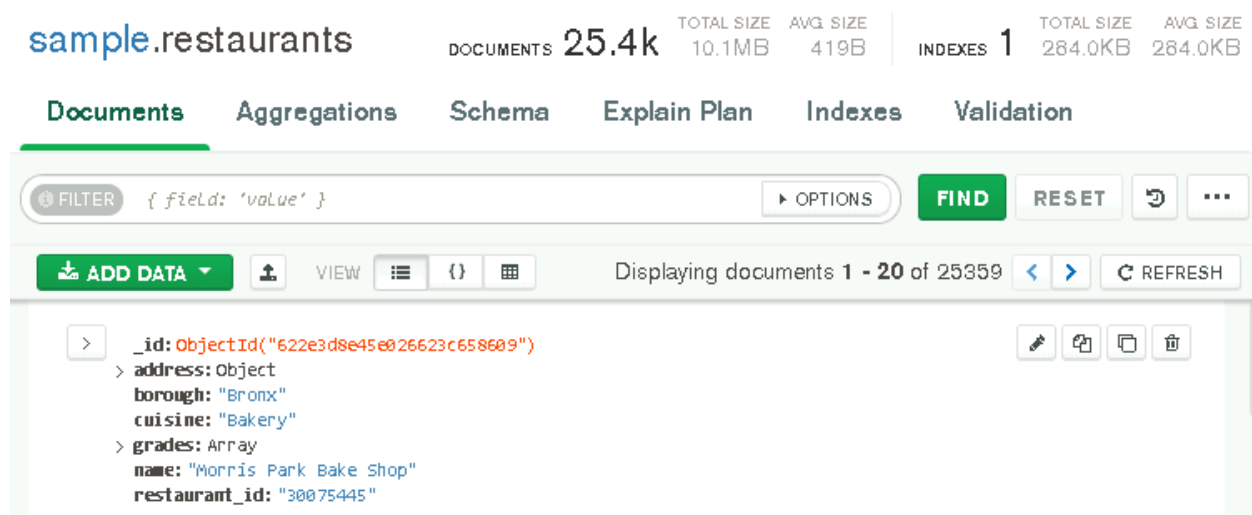 sample.restaurants DOCUMENTS 25.4k TOTAL SIZE 10.1MB AVG. SIZE 419B INDEXES 1 TOTAL SIZE 284.0KB AVG. SIZE 284.0KB
Documents Aggregations Schema Explain Plan Indexes Validation
FILTER { field: 'value' } OPTIONS FIND RESET
ADD DATA VIEW {} Displaying documents 1 - 20 of 25359 < > REFRESH
> _id: ObjectId("622e3d8e45e026623c658609")
> address: Object
borough: "Bronx"
cuisine: "Bakery"
> grades: Array
name: "Morris Park Bake Shop"
restaurant_id: "30075445"